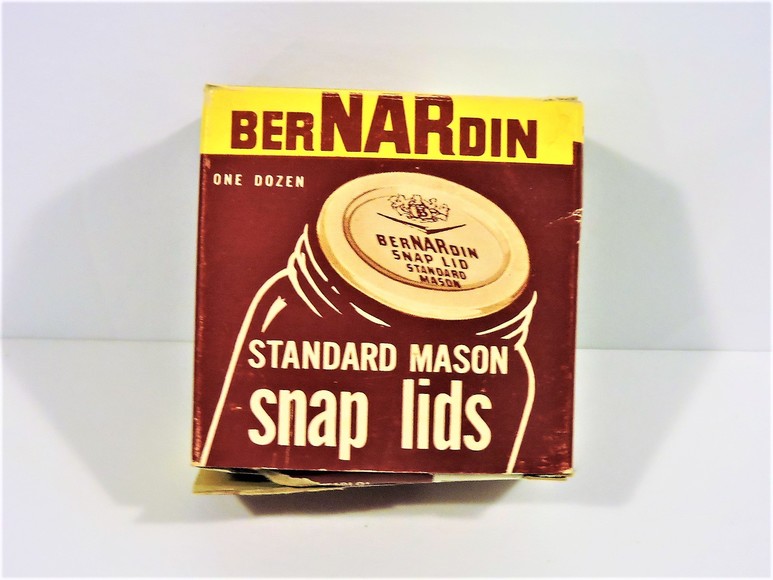 BERNARDIN
ONE DOZEN
B
BERNARDIN
SNAP LID
STANDARD
MASON
STANDARD MASON
snap lids